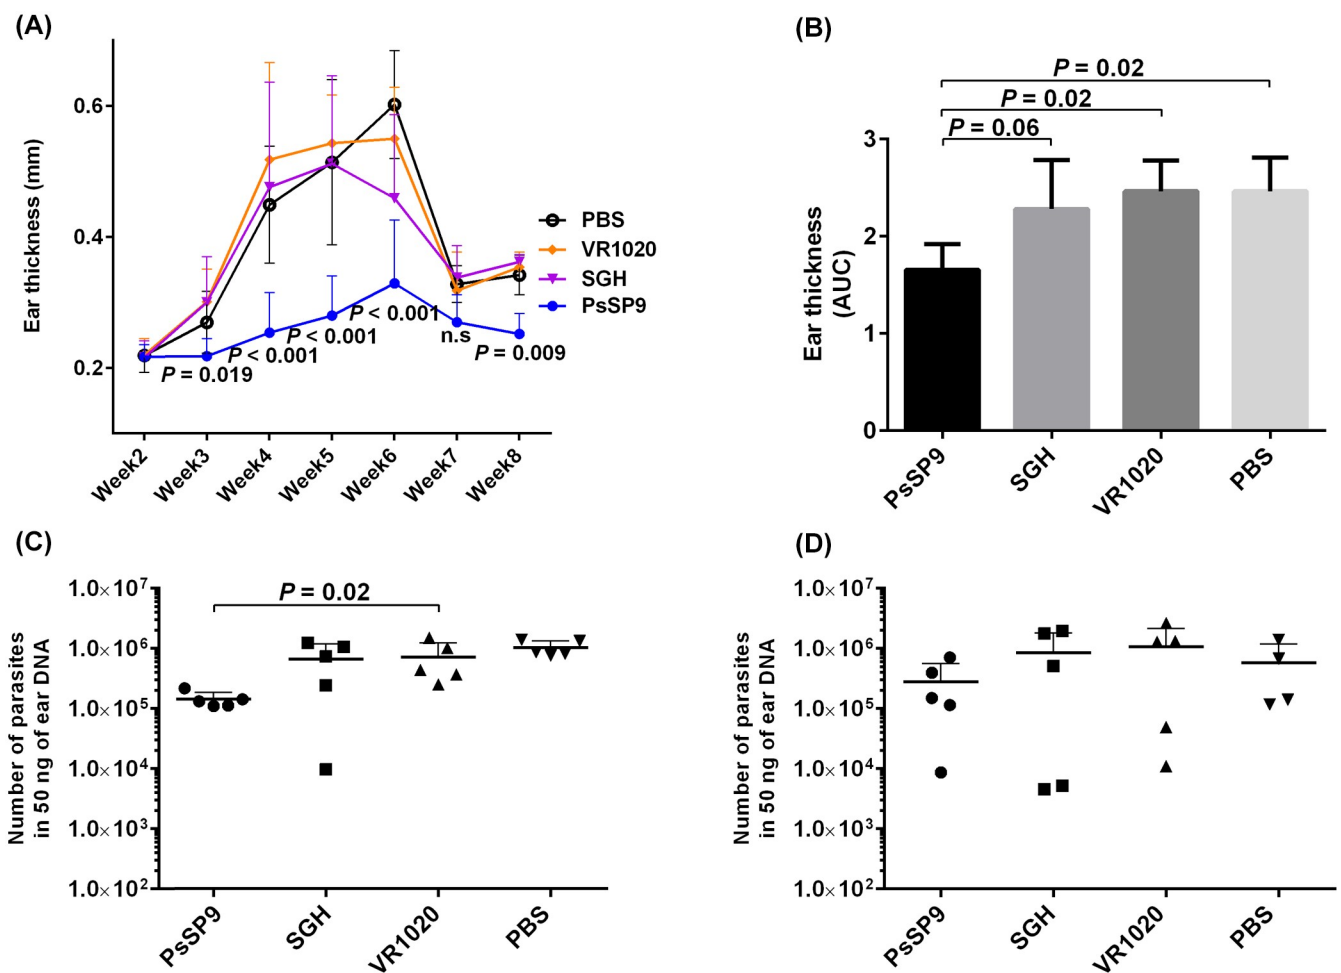 (A)
Ear thickness (mm)
0.6
0.4
0.2
P = 0.019
P < 0.001
P < 0.001
P < 0.001
n.s
P = 0.009
Week2
Week3
Week4
Week5
Week6
Week7
Week8
PBS
VR1020
SGH
PsSP9
(B)
Ear thickness
(AUC)
3
2
1
0
P = 0.02
P = 0.02
P = 0.06
PsSP9
SGH
VR1020
PBS
(C)
Number of parasites
in 50 ng of ear DNA
1.0×10⁷
1.0×10⁶
1.0×10⁵
1.0×10⁴
1.0×10³
1.0×10²
P = 0.02
PsSP9
SGH
VR1020
PBS
(D)
Number of parasites
in 50 ng of ear DNA
1.0×10⁷
1.0×10⁶
1.0×10⁵
1.0×10⁴
1.0×10³
1.0×10²
PsSP9
SGH
VR1020
PBS